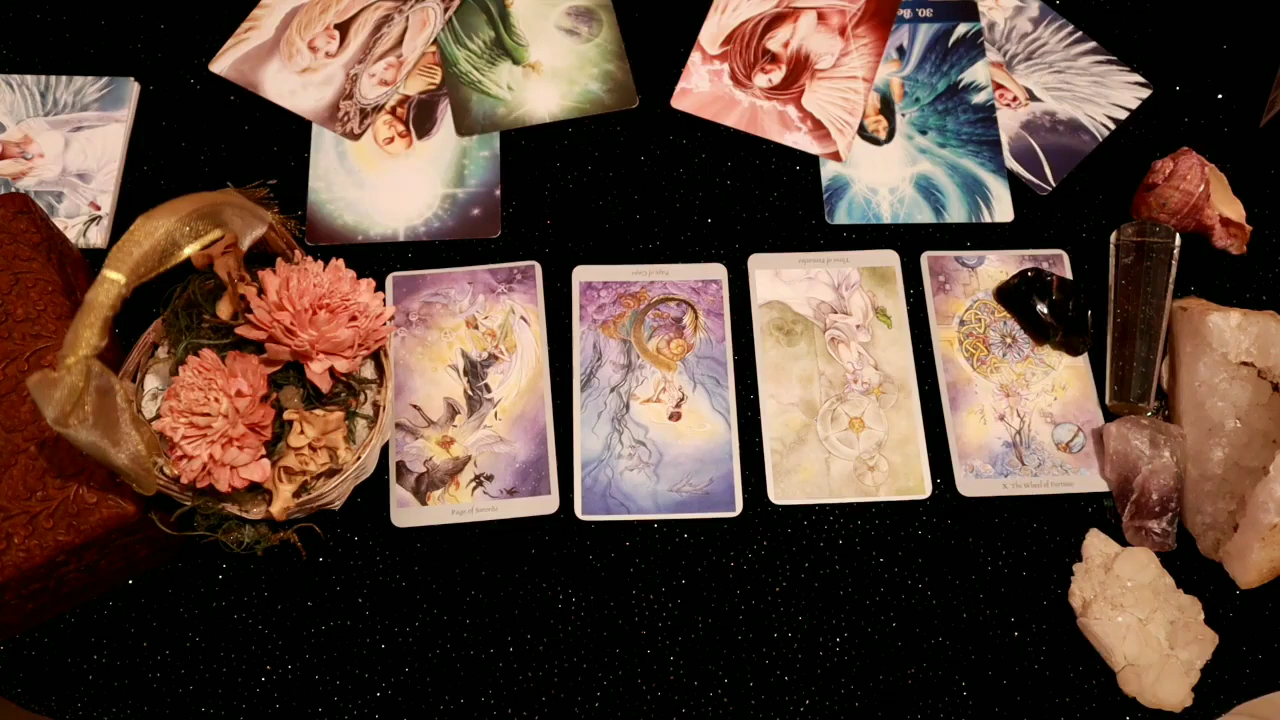 30. Be
Page of Swords
Page of Cups
Three of Pentacles
X. The Wheel of Fortune